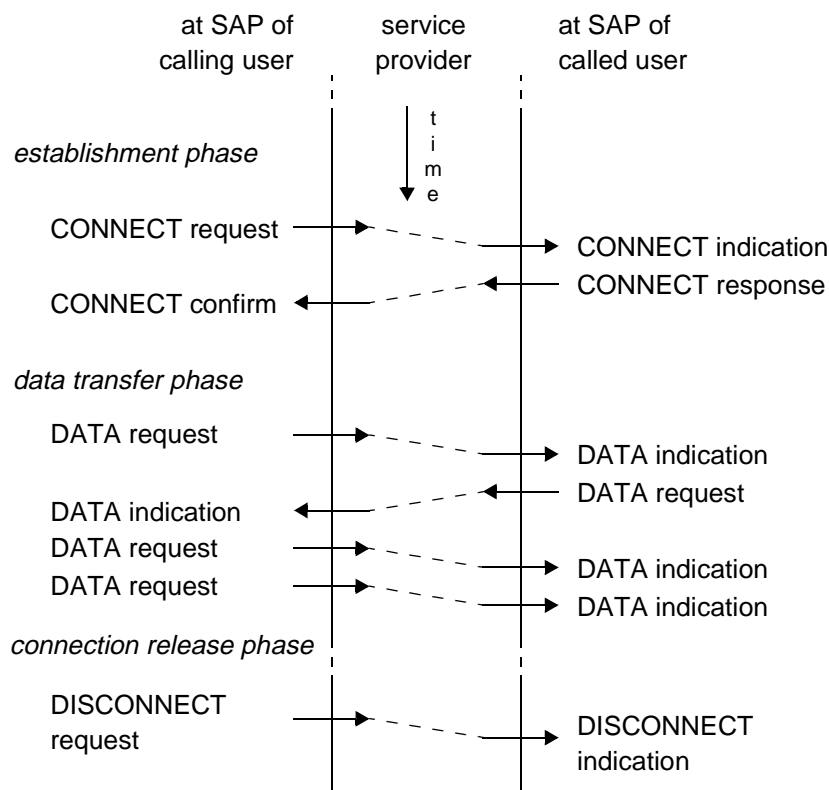 at SAP of
calling user
service
provider
at SAP of
called user
t
i
m
e
establishment phase
CONNECT request
CONNECT indication
CONNECT response
CONNECT confirm
data transfer phase
DATA request
DATA indication
DATA request
DATA indication
DATA request
DATA indication
DATA request
DATA indication
connection release phase
DISCONNECT
request
DISCONNECT
indication